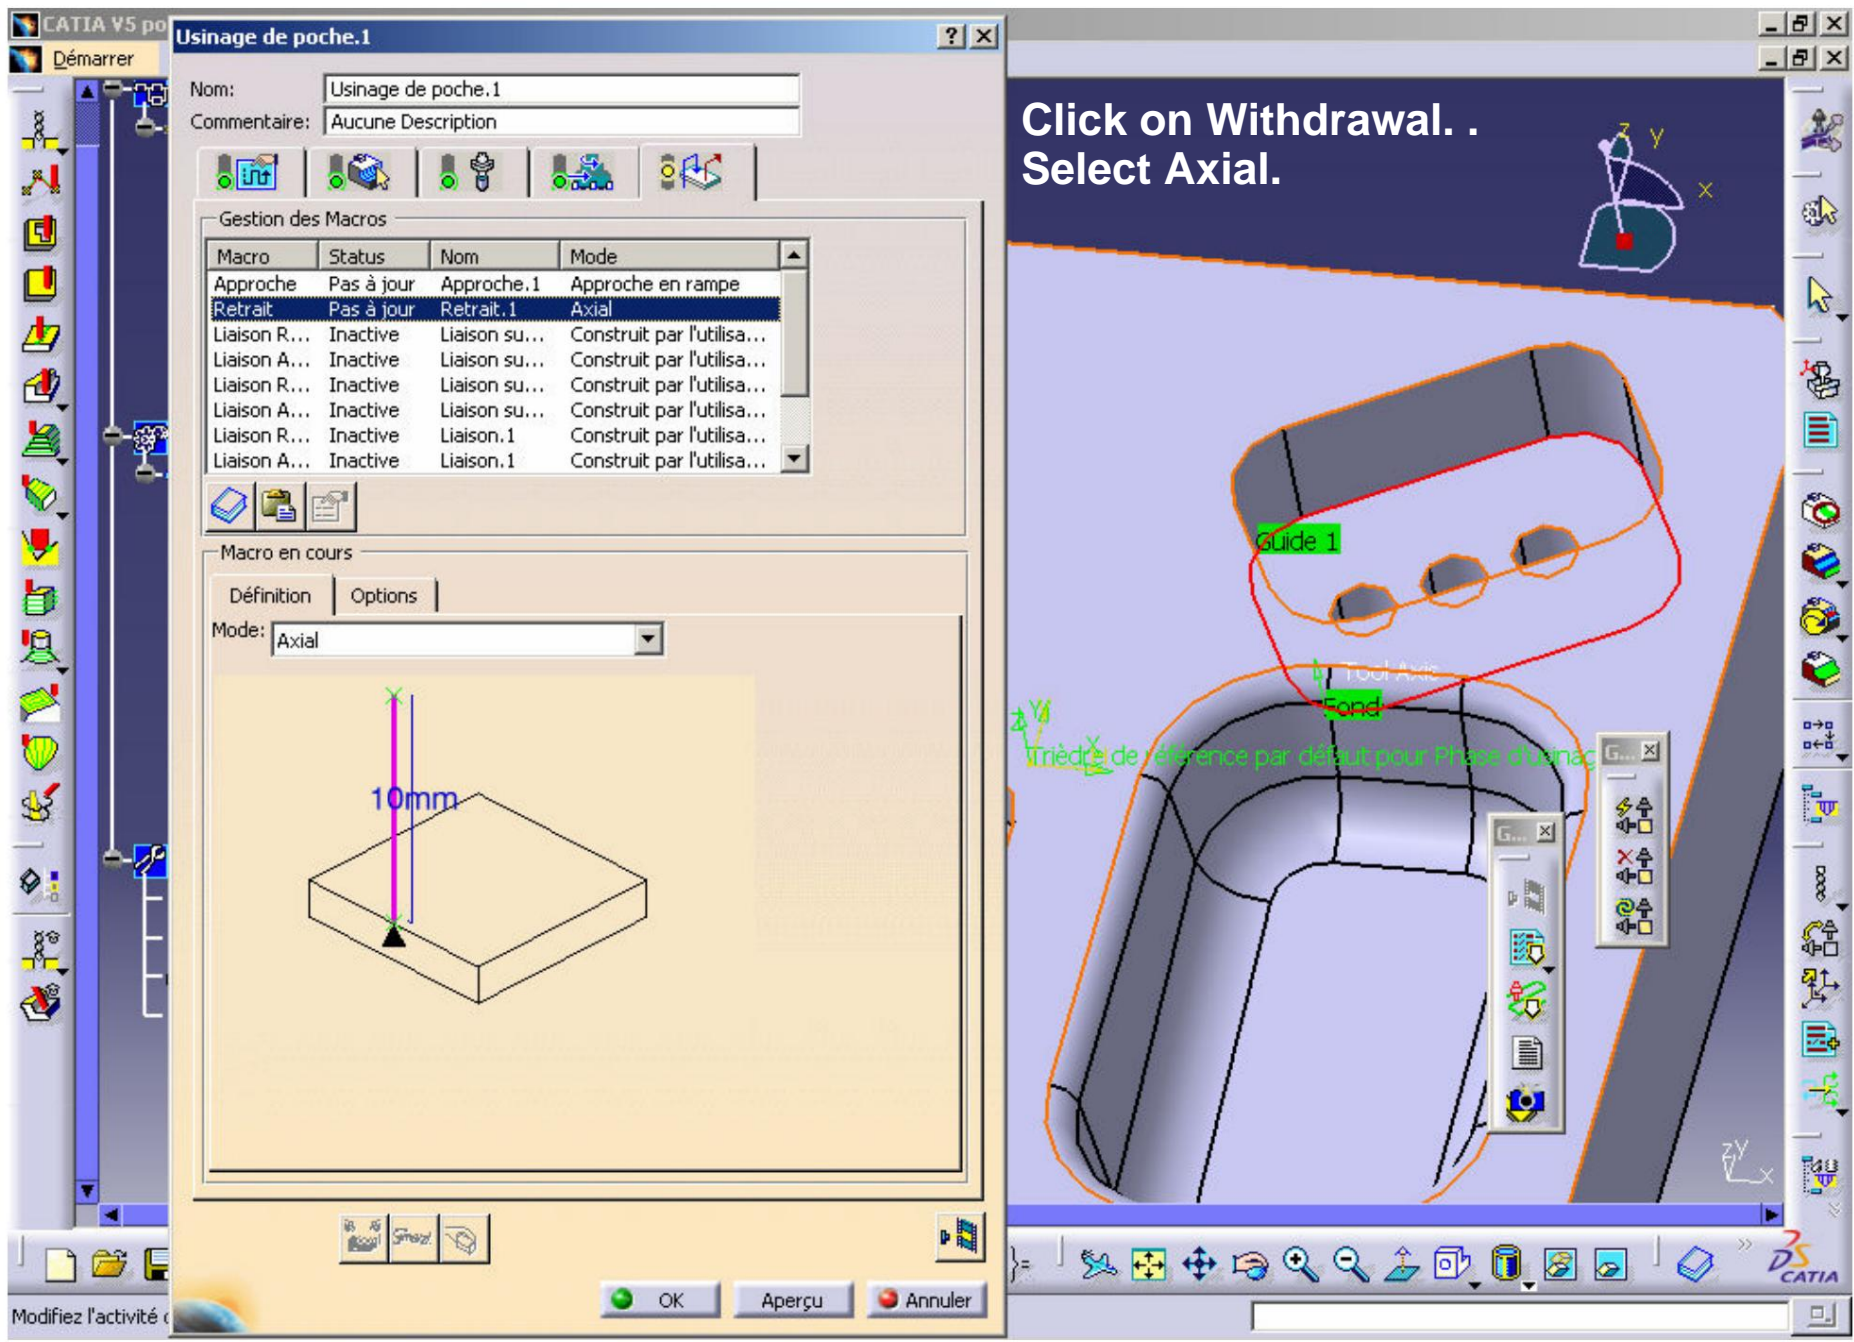 CATIA V5 po
Usinage de poche.1
Démarrer
Nom: Usinage de poche.1
Commentaire: Aucune Description
Click on Withdrawal. .
Select Axial.
Gestion des Macros
Macro Status Nom Mode
Approche Pas à jour Approche.1 Approche en rampe
Retrait Pas à jour Retrait.1 Axial
Liaison R... Inactive Liaison su... Construit par l'utilisa...
Liaison A... Inactive Liaison su... Construit par l'utilisa...
Liaison R... Inactive Liaison su... Construit par l'utilisa...
Liaison A... Inactive Liaison su... Construit par l'utilisa...
Liaison R... Inactive Liaison.1 Construit par l'utilisa...
Liaison A... Inactive Liaison.1 Construit par l'utilisa...
Macro en cours
Définition Options
Mode: Axial
10mm
z y
x
Guide 1
Tool Axis
Fond
Trièdre de référence par défaut pour Phase d'usinag
G...
G...
z y
x
OK Aperçu Annuler
CATIA
Modifiez l'activité